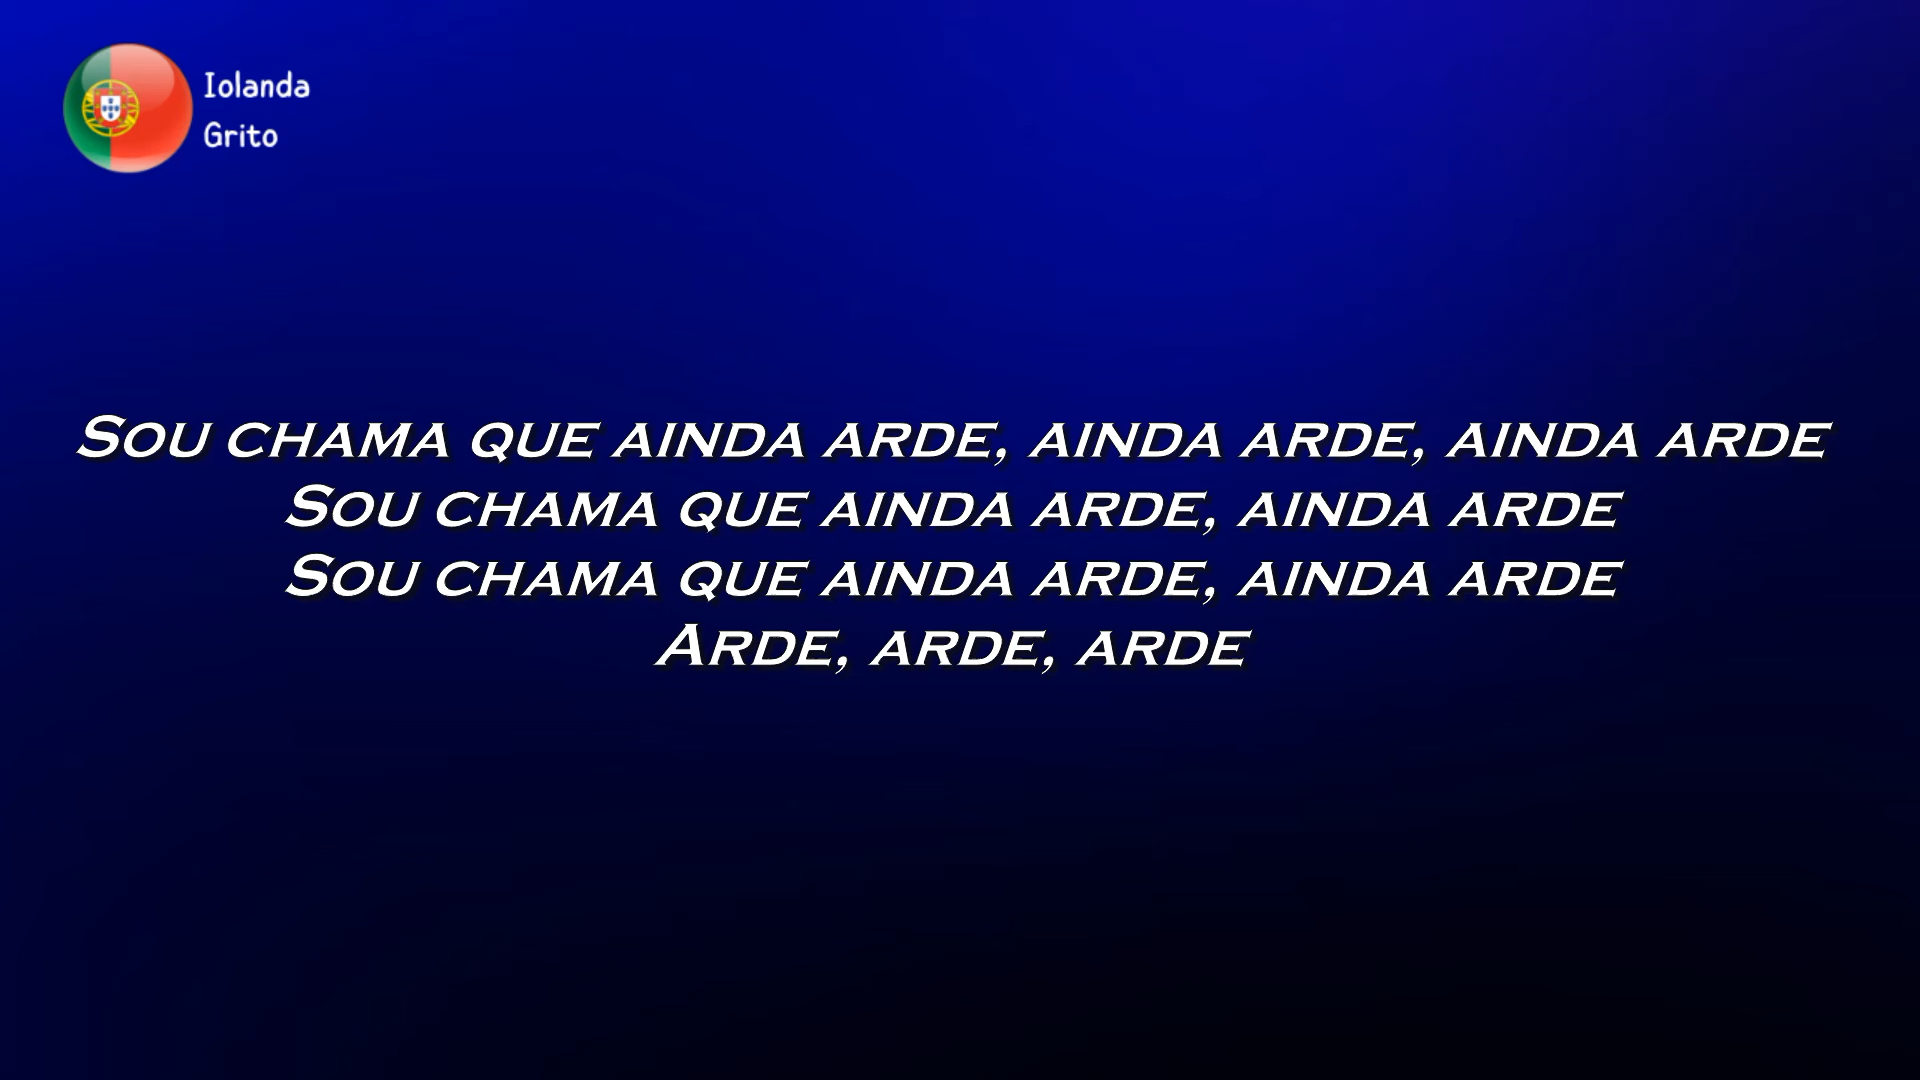 Iolanda
Grito
Sou chama que ainda arde, ainda arde, ainda arde
Sou chama que ainda arde, ainda arde
Sou chama que ainda arde, ainda arde
Arde, arde, arde